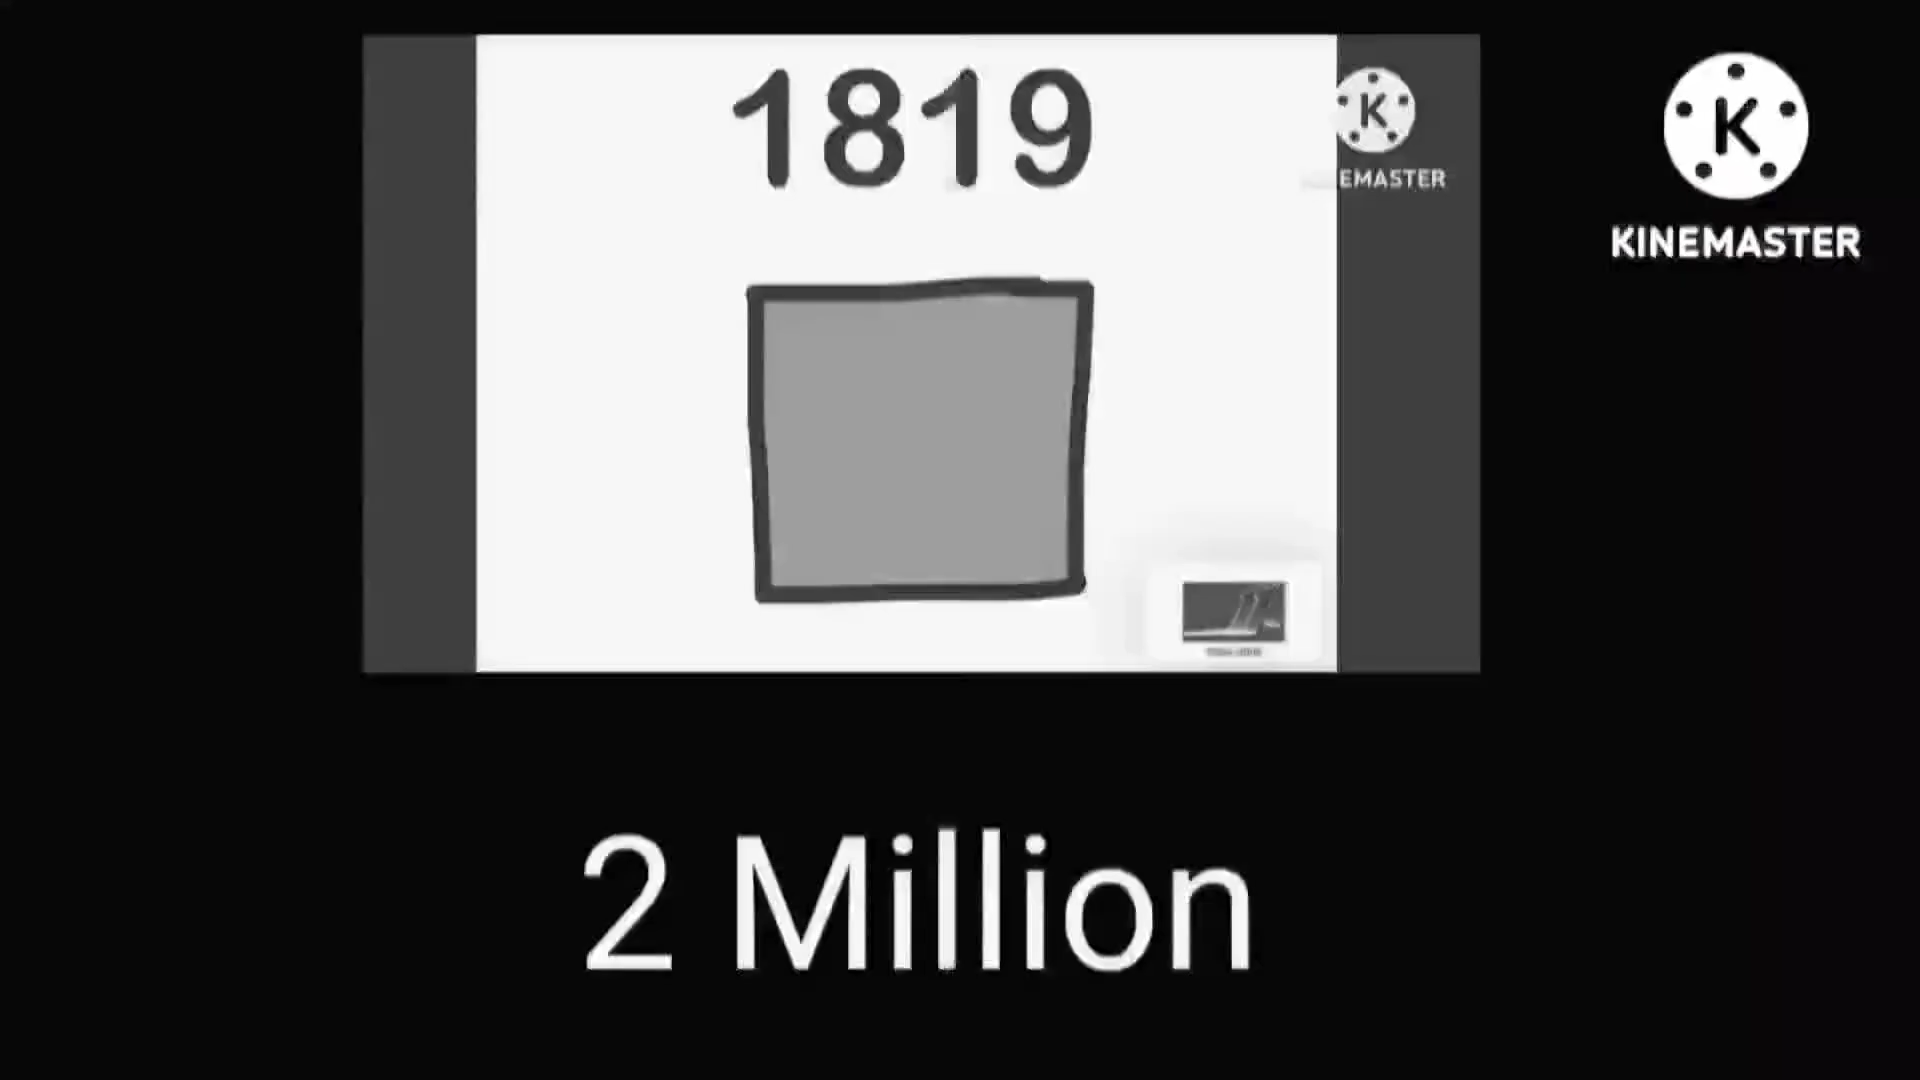 1819
K
EMASTER
K
KINEMASTER
2 Million